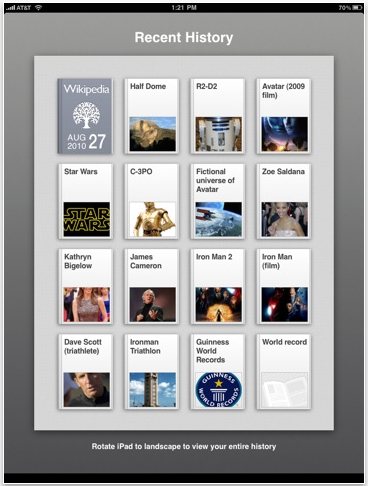 AT&T 1:21 PM 70%
Recent History
Wikipedia
AUG
2010
27
Half Dome
R2-D2
Avatar (2009
film)
Star Wars
STAR
WARS
C-3PO
Fictional
universe of
Avatar
Zoe Saldana
Kathryn
Bigelow
James
Cameron
Iron Man 2
Iron Man
(film)
Dave Scott
(triathlete)
Ironman
Triathlon
Guinness
World
Records
GUINNESS
WORLD RECORDS
World record
Rotate iPad to landscape to view your entire history